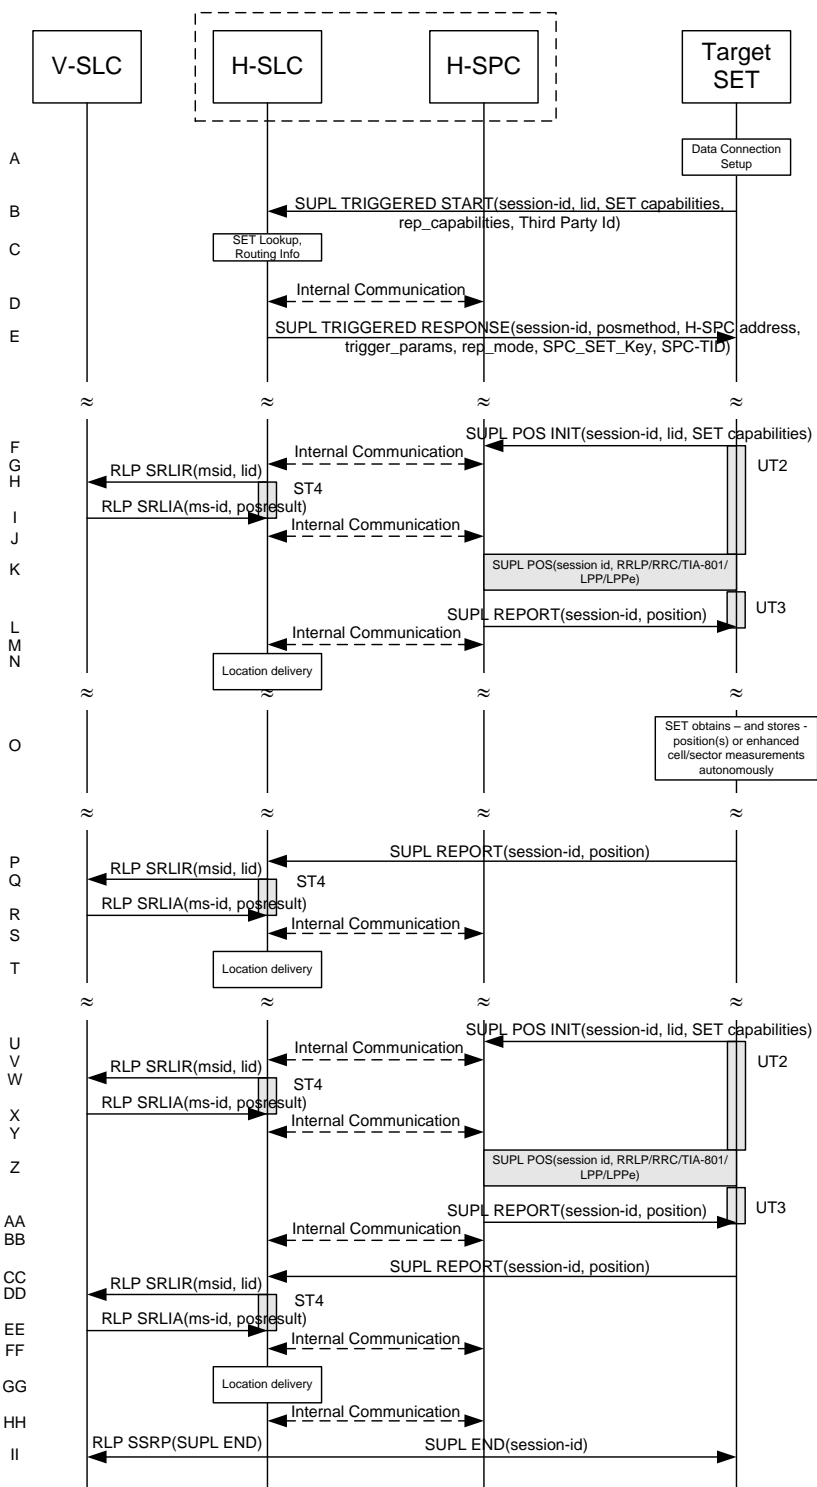 V-SLC
H-SLC
H-SPC
Target
SET
A
Data Connection
Setup
B
SUPL TRIGGERED START(session-id, lid, SET capabilities,
rep_capabilities, Third Party Id)
C
SET Lookup,
Routing Info
D
Internal Communication
E
SUPL TRIGGERED RESPONSE(session-id, posmethod, H-SPC address,
trigger_params, rep_mode, SPC_SET_Key, SPC-TID)
≈ ≈ ≈ ≈
F
SUPL POS INIT(session-id, lid, SET capabilities)
G
Internal Communication
UT2
H
RLP SRLIR(msid, lid)
ST4
I
RLP SRLIA(ms-id, posresult)
J
Internal Communication
K
SUPL POS(session id, RRLP/RRC/TIA-801/
LPP/LPPe)
UT3
L
SUPL REPORT(session-id, position)
M
Internal Communication
N
Location delivery
≈ ≈ ≈ ≈
O
SET obtains – and stores -
position(s) or enhanced
cell/sector measurements
autonomously
≈ ≈ ≈ ≈
P
SUPL REPORT(session-id, position)
Q
RLP SRLIR(msid, lid)
ST4
R
RLP SRLIA(ms-id, posresult)
S
Internal Communication
T
Location delivery
≈ ≈ ≈ ≈
U
SUPL POS INIT(session-id, lid, SET capabilities)
V
Internal Communication
UT2
W
RLP SRLIR(msid, lid)
ST4
X
RLP SRLIA(ms-id, posresult)
Y
Internal Communication
Z
SUPL POS(session id, RRLP/RRC/TIA-801/
LPP/LPPe)
UT3
AA
SUPL REPORT(session-id, position)
BB
Internal Communication
CC
SUPL REPORT(session-id, position)
DD
RLP SRLIR(msid, lid)
ST4
EE
RLP SRLIA(ms-id, posresult)
FF
Internal Communication
GG
Location delivery
HH
Internal Communication
II
RLP SSRP(SUPL END)
SUPL END(session-id)